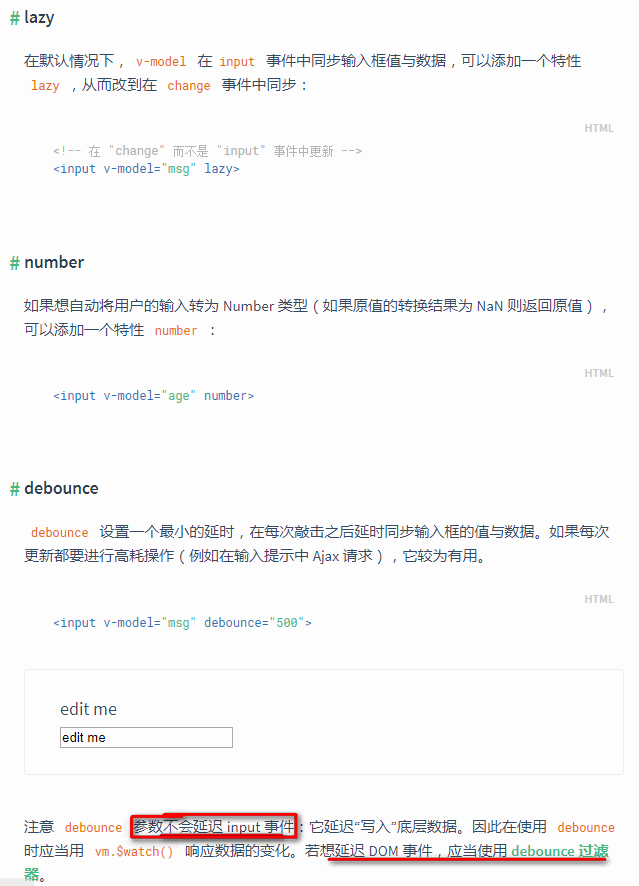 # lazy
在默认情况下， v-model 在 input 事件中同步输入框值与数据，可以添加一个特性
lazy ，从而改到在 change 事件中同步：
HTML
<!-- 在 "change" 而不是 "input" 事件中更新 -->
<input v-model="msg" lazy>
# number
如果想自动将用户的输入转为 Number 类型（如果原值的转换结果为 NaN 则返回原值），
可以添加一个特性 number ：
HTML
<input v-model="age" number>
# debounce
debounce 设置一个最小的延时，在每次敲击之后延时同步输入框的值与数据。如果每次
更新都要进行高耗操作（例如在输入提示中 Ajax 请求），它较为有用。
HTML
<input v-model="msg" debounce="500">
edit me
edit me
注意 debounce 参数不会延迟 input 事件：它延迟“写入”底层数据。因此在使用 debounce
时应当用 vm.$watch() 响应数据的变化。若想延迟 DOM 事件，应当使用 debounce 过滤
器。